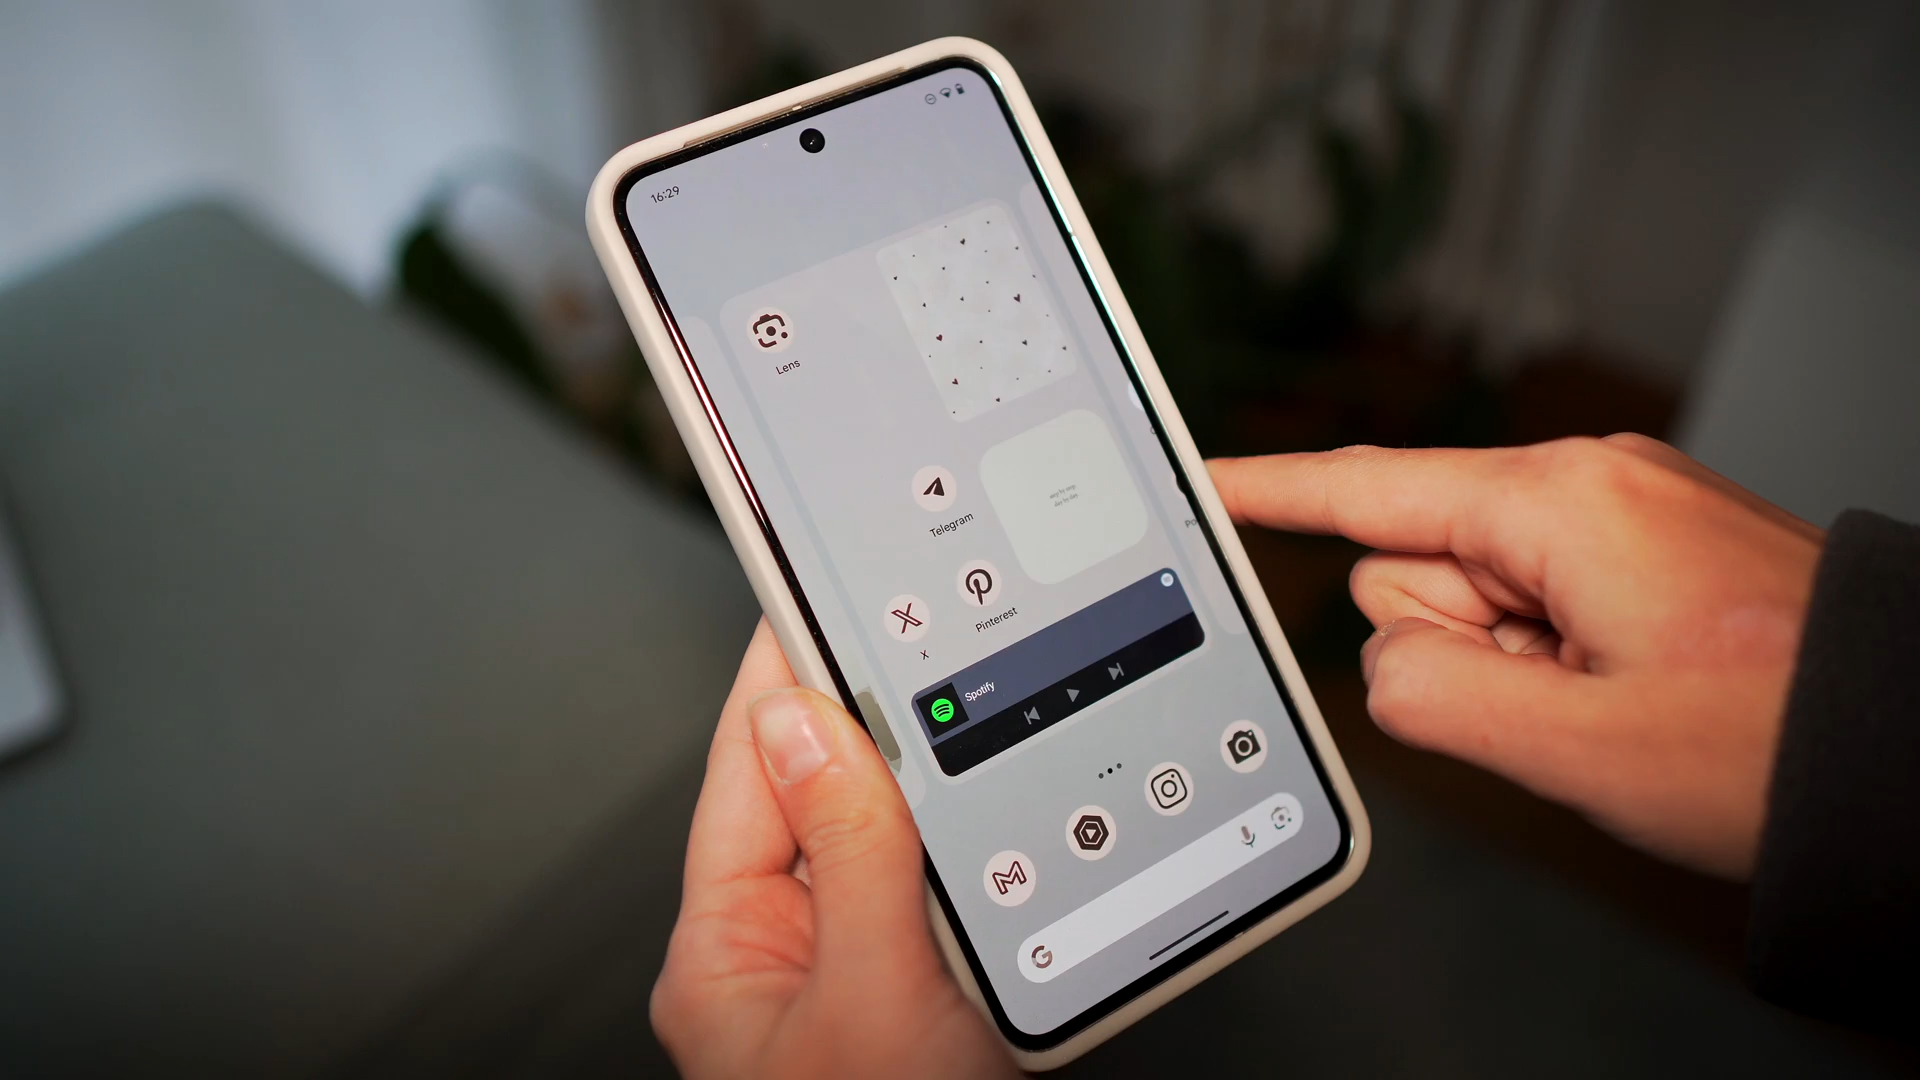 16:29
Lens
Telegram
Pinterest
X
Spotify